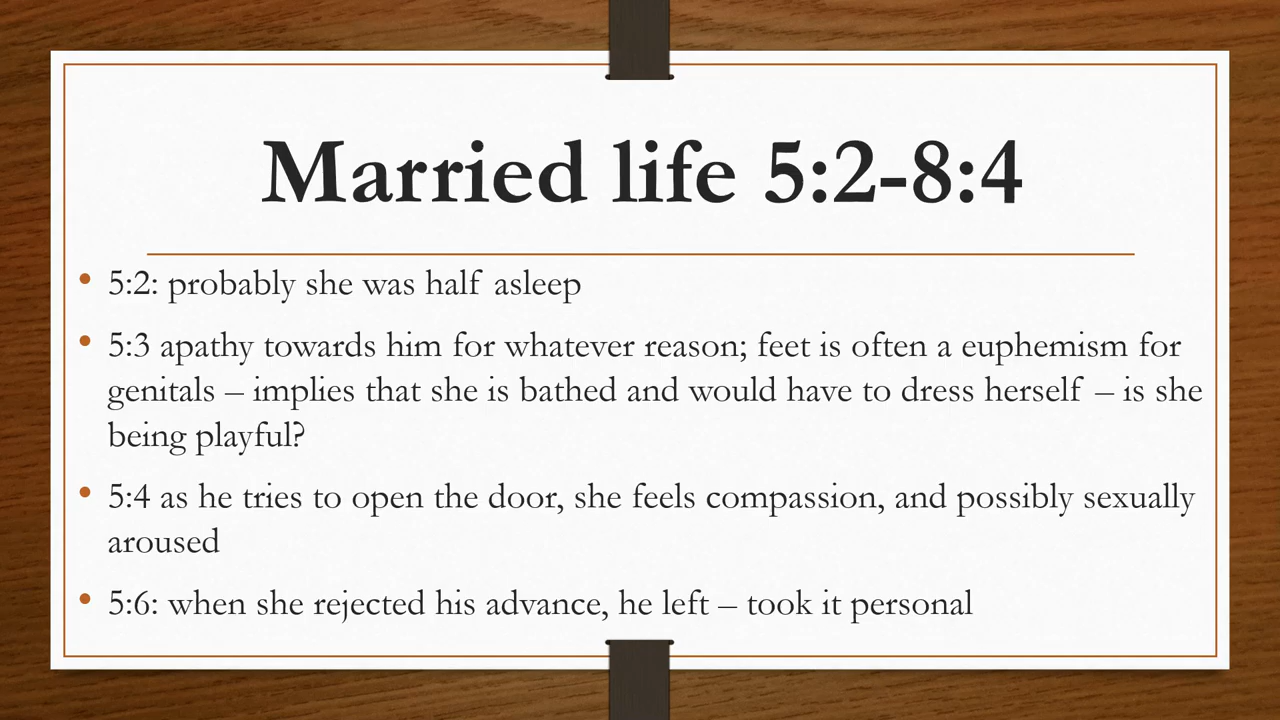 Married life 5:2-8:4
• 5:2: probably she was half asleep
• 5:3 apathy towards him for whatever reason; feet is often a euphemism for
genitals – implies that she is bathed and would have to dress herself – is she
being playful?
• 5:4 as he tries to open the door, she feels compassion, and possibly sexually
aroused
• 5:6: when she rejected his advance, he left – took it personal